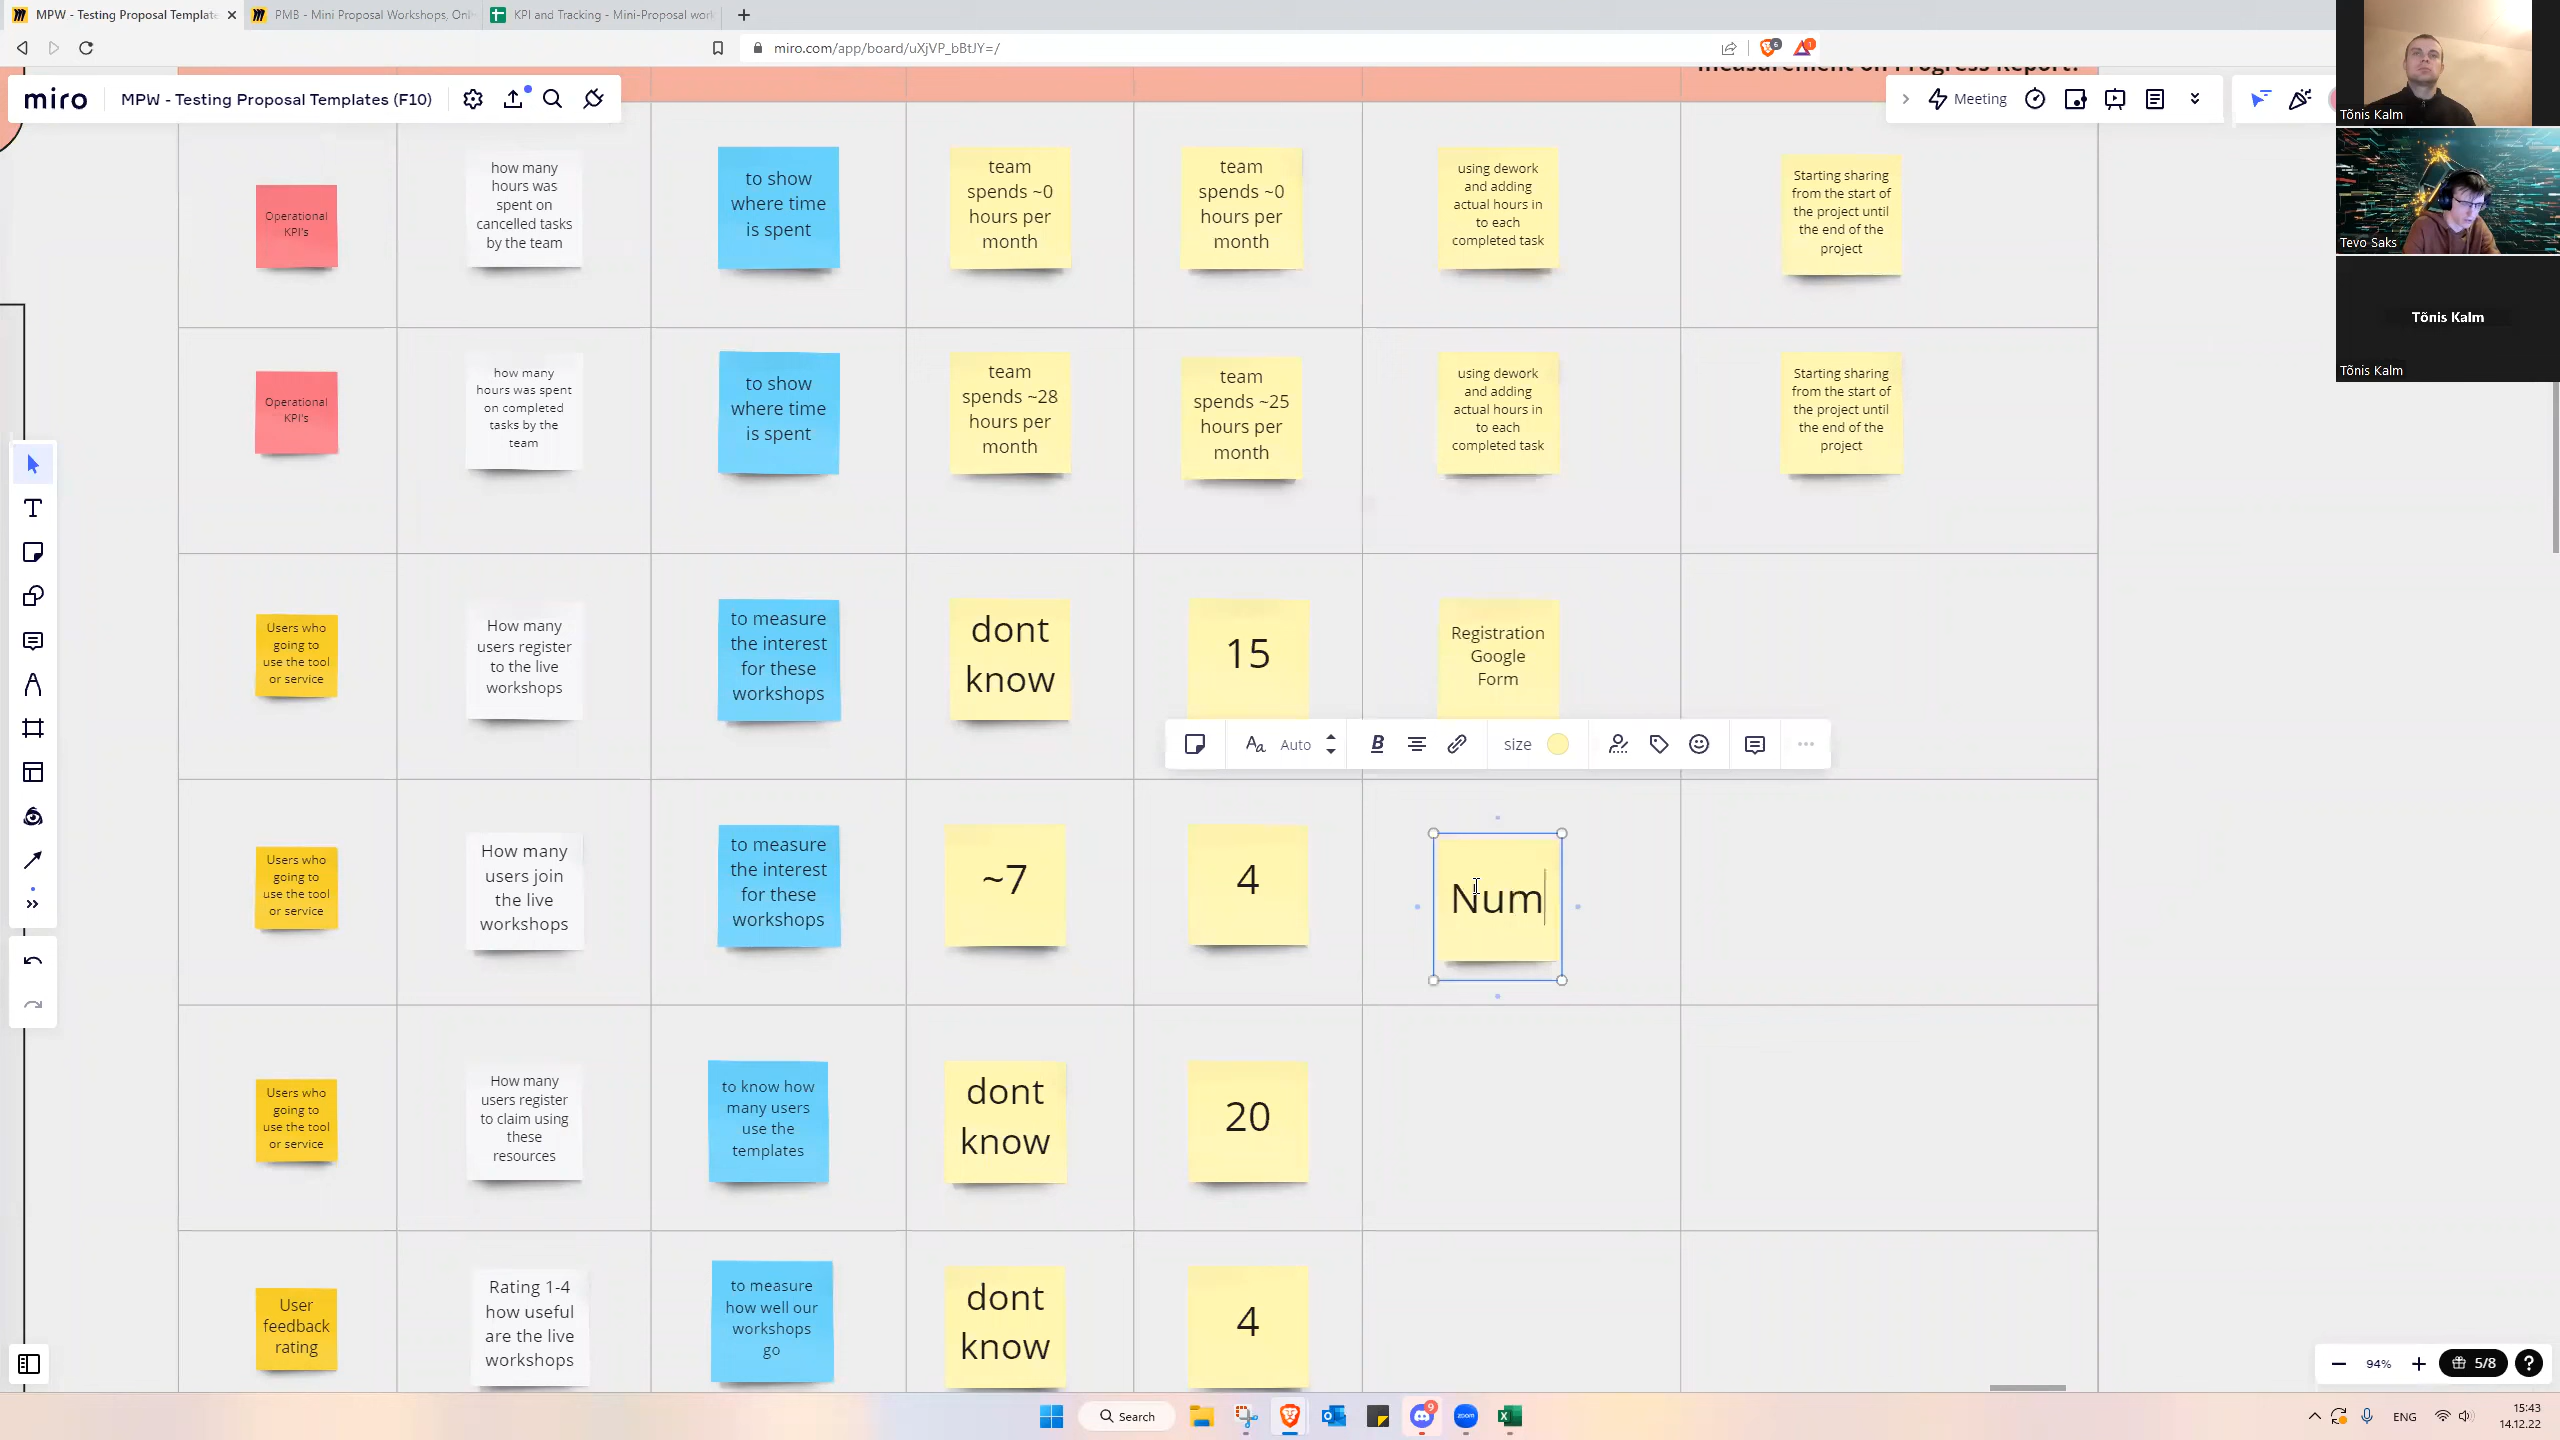 MPW - Testing Proposal Template
PMB - Mini Proposal Workshops, Onl
KPI and Tracking - Mini-Proposal work
miro.com/app/board/uXjVP_bBtJY=/
miro
MPW - Testing Proposal Templates (F10)
Measurement on Progress Report?
Meeting
Tõnis Kalm
Tevo Saks
Tõnis Kalm
Tõnis Kalm
Operational
KPI's
how many
hours was
spent on
cancelled tasks
by the team
to show
where time
is spent
team
spends ~0
hours per
month
team
spends ~0
hours per
month
using dework
and adding
actual hours in
to each
completed task
Starting sharing
from the start of
the project until
the end of the
project
Operational
KPI's
how many
hours was spent
on completed
tasks by the
team
to show
where time
is spent
team
spends ~28
hours per
month
team
spends ~25
hours per
month
using dework
and adding
actual hours in
to each
completed task
Starting sharing
from the start of
the project until
the end of the
project
Users who
going to
use the tool
or service
How many
users register
to the live
workshops
to measure
the interest
for these
workshops
dont
know
15
Registration
Google
Form
Auto
size
Users who
going to
use the tool
or service
How many
users join
the live
workshops
to measure
the interest
for these
workshops
~7
4
Num
Users who
going to
use the tool
or service
How many
users register
to claim using
these
resources
to know how
many users
use the
templates
dont
know
20
User
feedback
rating
Rating 1-4
how useful
are the live
workshops
to measure
how well our
workshops
go
dont
know
4
94%
5/8
Search
9
ENG
15:43
14.12.22